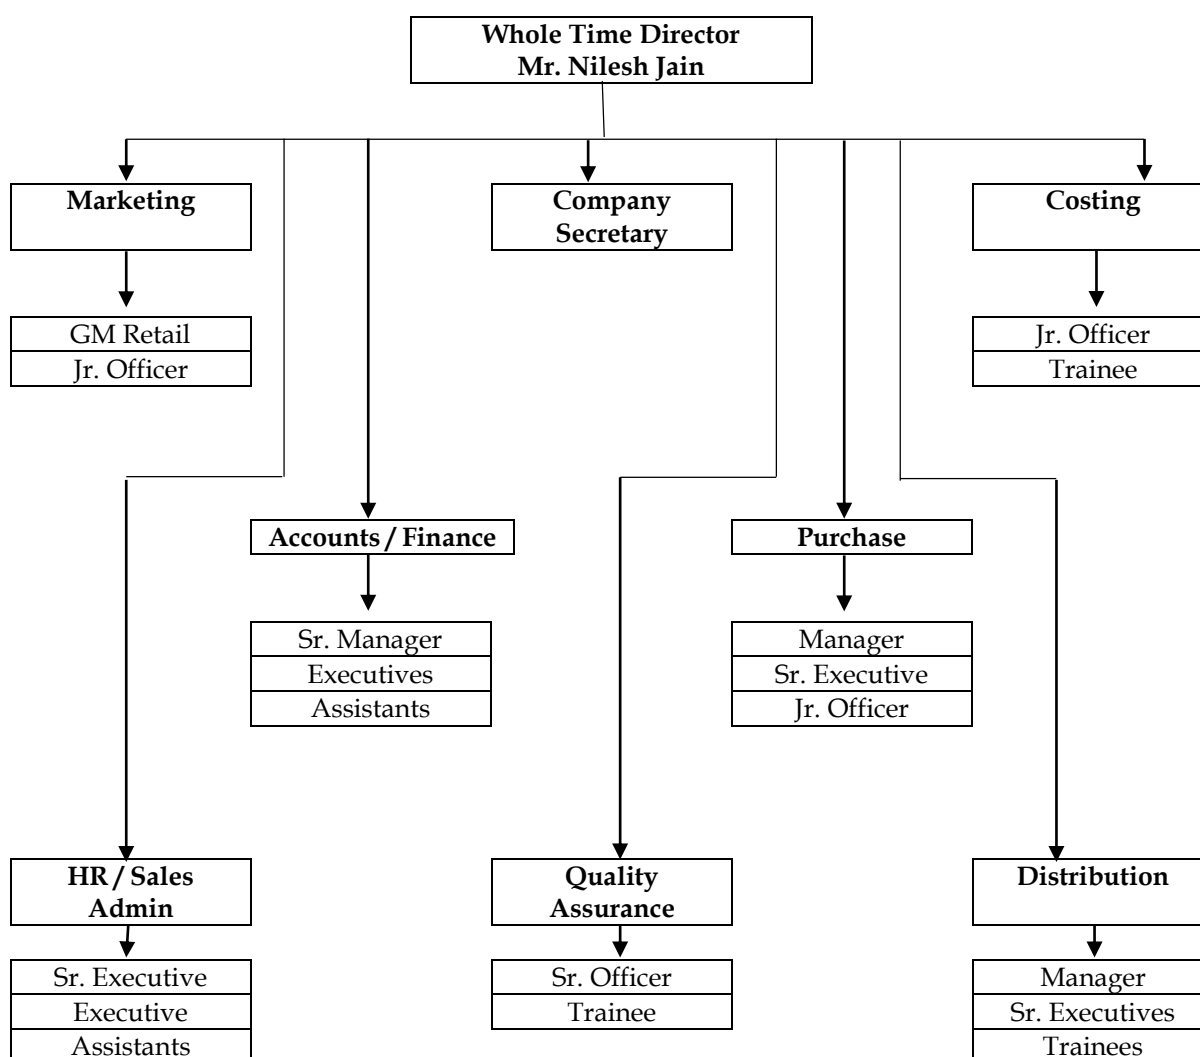 Whole Time Director
Mr. Nilesh Jain
Marketing
Company
Secretary
Costing
GM Retail
Jr. Officer
Jr. Officer
Trainee
Accounts / Finance
Purchase
Sr. Manager
Executives
Assistants
Manager
Sr. Executive
Jr. Officer
HR / Sales
Admin
Quality
Assurance
Distribution
Sr. Executive
Executive
Assistants
Sr. Officer
Trainee
Manager
Sr. Executives
Trainees